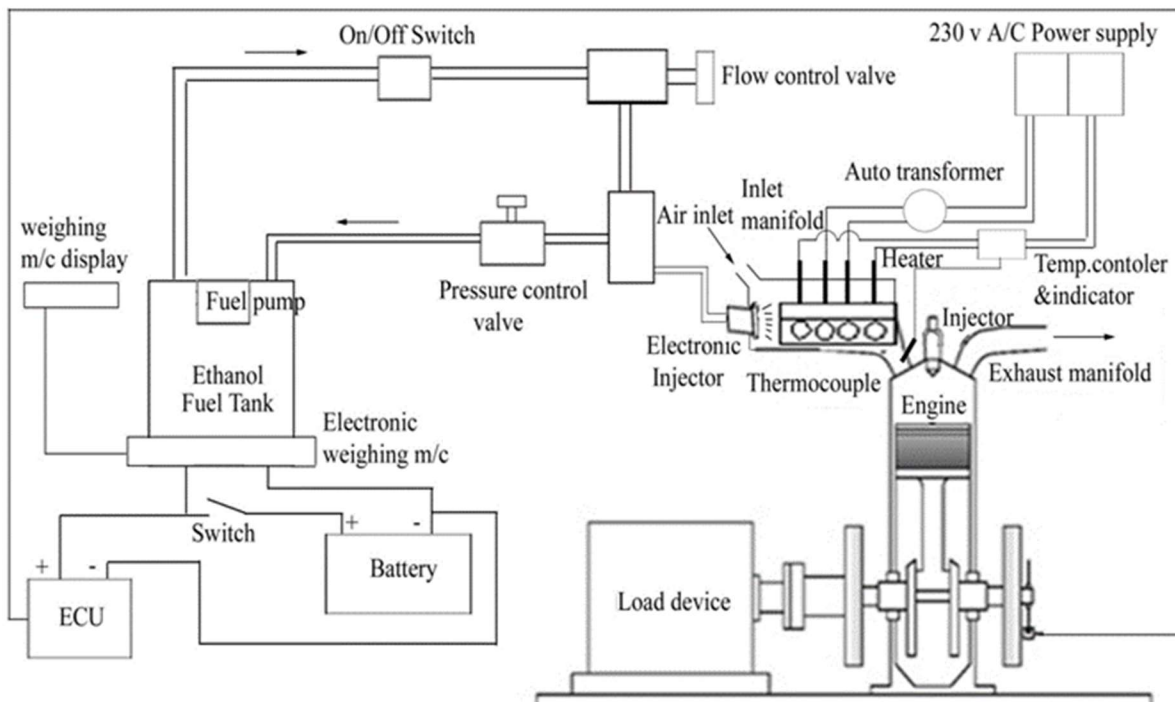 On/Off Switch
230 v A/C Power supply
Flow control valve
Auto transformer
Inlet
manifold
Air inlet
weighing
m/c display
Heater
Temp.contoler
&indicator
Fuel pump
Pressure control
valve
Injector
Electronic
Injector
Thermocouple
Exhaust manifold
Ethanol
Fuel Tank
Engine
Electronic
weighing m/c
Switch
+ -
Battery
+ -
ECU
Load device